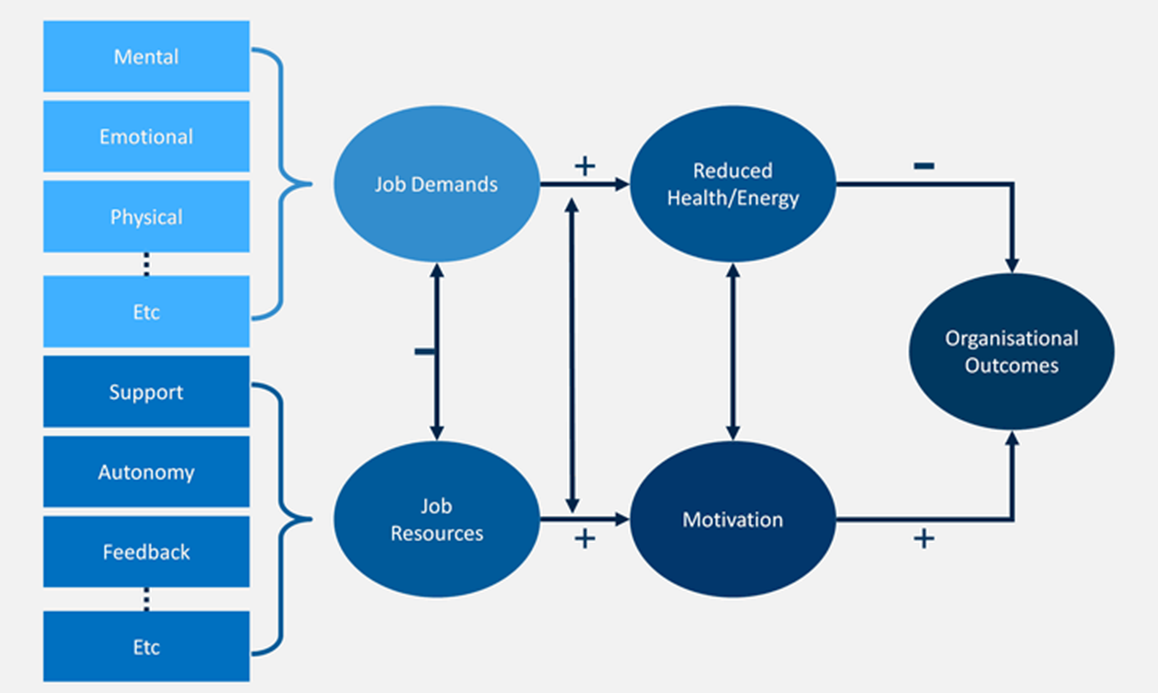 Mental
Emotional
Physical
Etc
Support
Autonomy
Feedback
Etc
Job Demands
+
Reduced
Health/Energy
-
-
Organisational
Outcomes
Job
Resources
+
Motivation
+